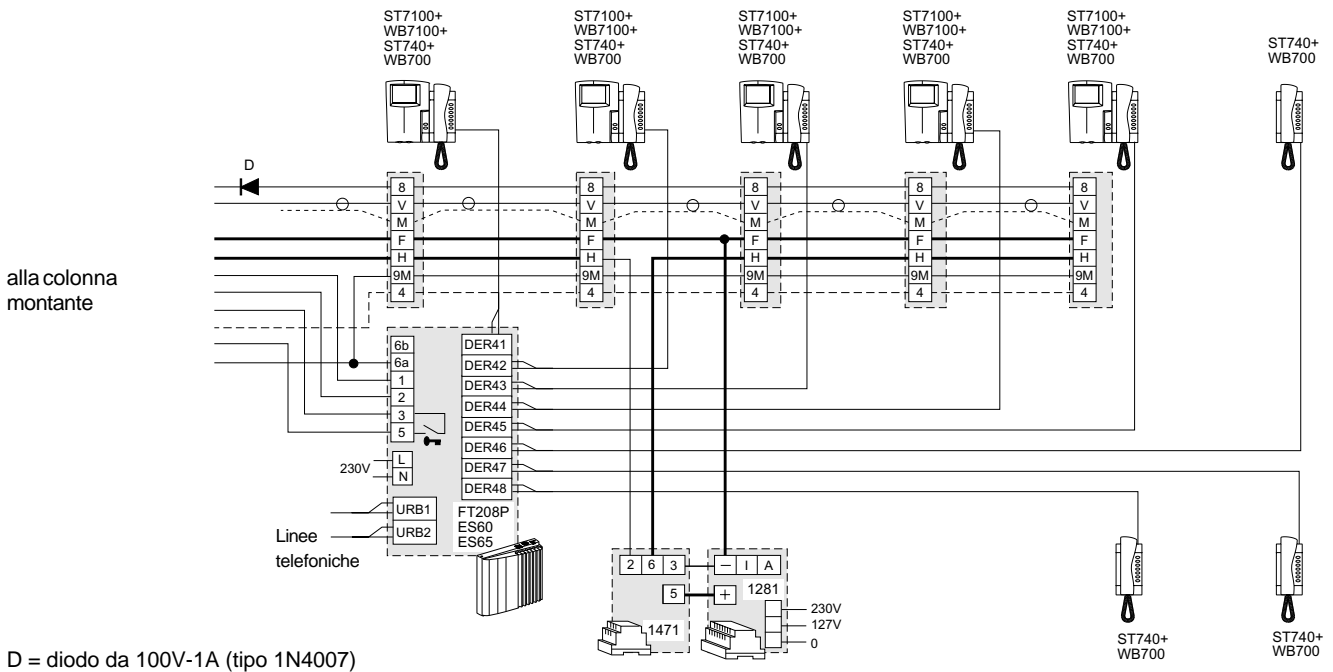 ST7100+ ST7100+ ST7100+ ST7100+ ST7100+
WB7100+ WB7100+ WB7100+ WB7100+ WB7100+
ST740+ ST740+ ST740+ ST740+ ST740+ ST740+
WB700 WB700 WB700 WB700 WB700 WB700
D
8 8 8 8 8
V V V V V
M M M M M
F F F F F
H H H H H
9M 9M 9M 9M 9M
4 4 4 4 4
alla colonna
montante
6b DER41
6a DER42
1 DER43
2 DER44
3 DER45
5 DER46
230V L DER47
N DER48
URB1 FT208P
URB2 ES60
ES65
Linee
telefoniche
2 6 3 – I A
5 + 1281
1471
230V
127V
0
ST740+ ST740+
WB700 WB700
D = diodo da 100V-1A (tipo 1N4007)